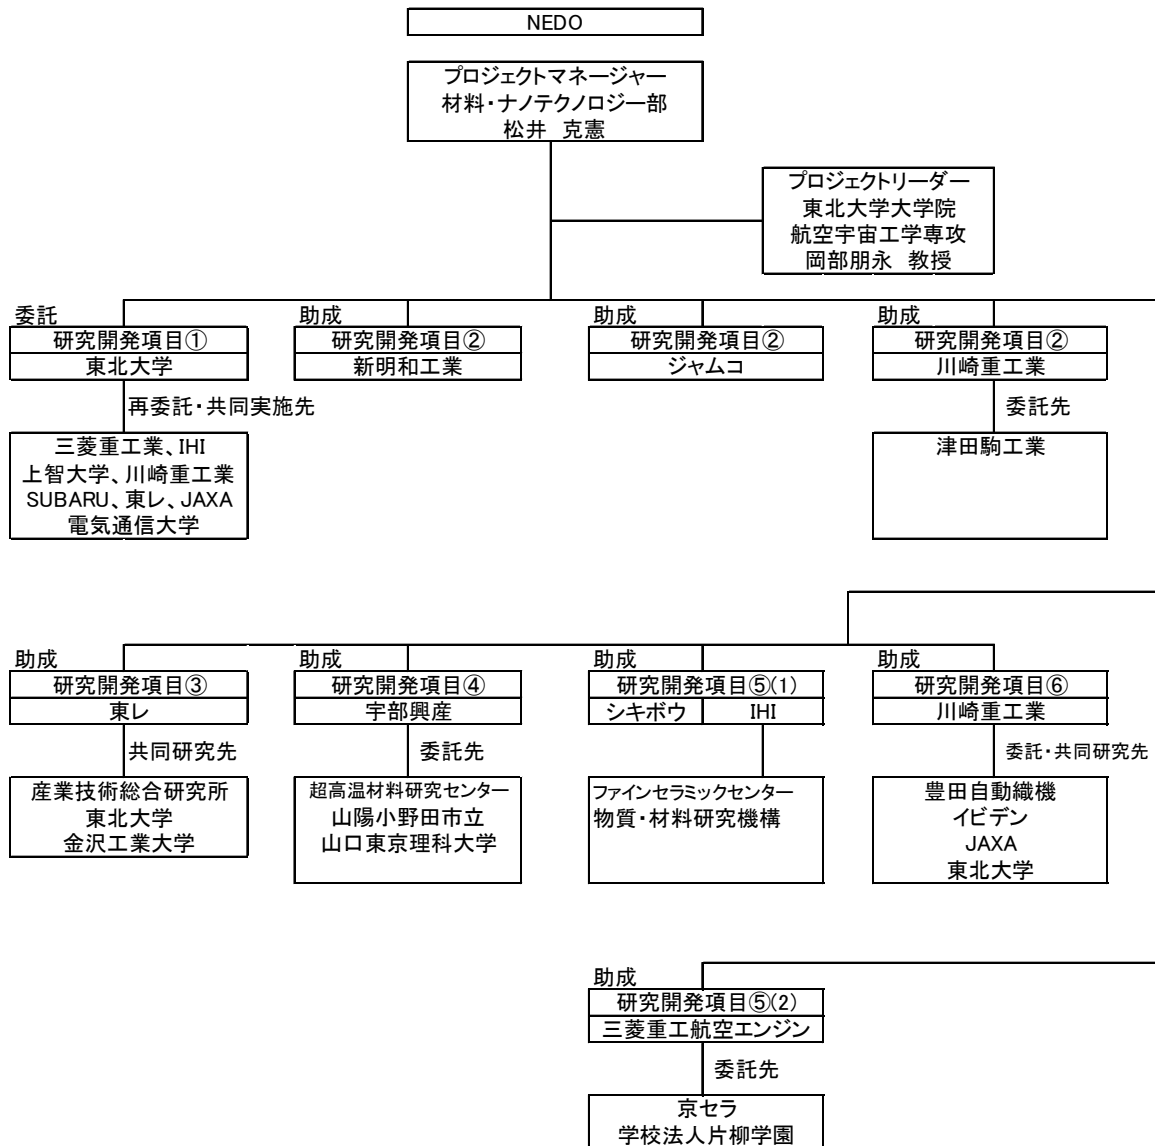 NEDO
プロジェクトマネージャー
材料・ナノテクノロジー部
松井 克憲
プロジェクトリーダー
東北大学大学院
航空宇宙工学専攻
岡部朋永 教授
委託
研究開発項目①
東北大学
再委託・共同実施先
三菱重工業、IHI
上智大学、川崎重工業
SUBARU、東レ、JAXA
電気通信大学
助成
研究開発項目②
新明和工業
助成
研究開発項目②
ジャムコ
助成
研究開発項目②
川崎重工業
委託先
津田駒工業
助成
研究開発項目③
東レ
共同研究先
産業技術総合研究所
東北大学
金沢工業大学
助成
研究開発項目④
宇部興産
委託先
超高温材料研究センター
山陽小野田市立
山口東京理科大学
助成
研究開発項目⑤(1)
シキボウ IHI
ファインセラミックセンター
物質・材料研究機構
助成
研究開発項目⑥
川崎重工業
委託・共同研究先
豊田自動織機
イビデン
JAXA
東北大学
助成
研究開発項目⑤(2)
三菱重工航空エンジン
委託先
京セラ
学校法人片柳学園